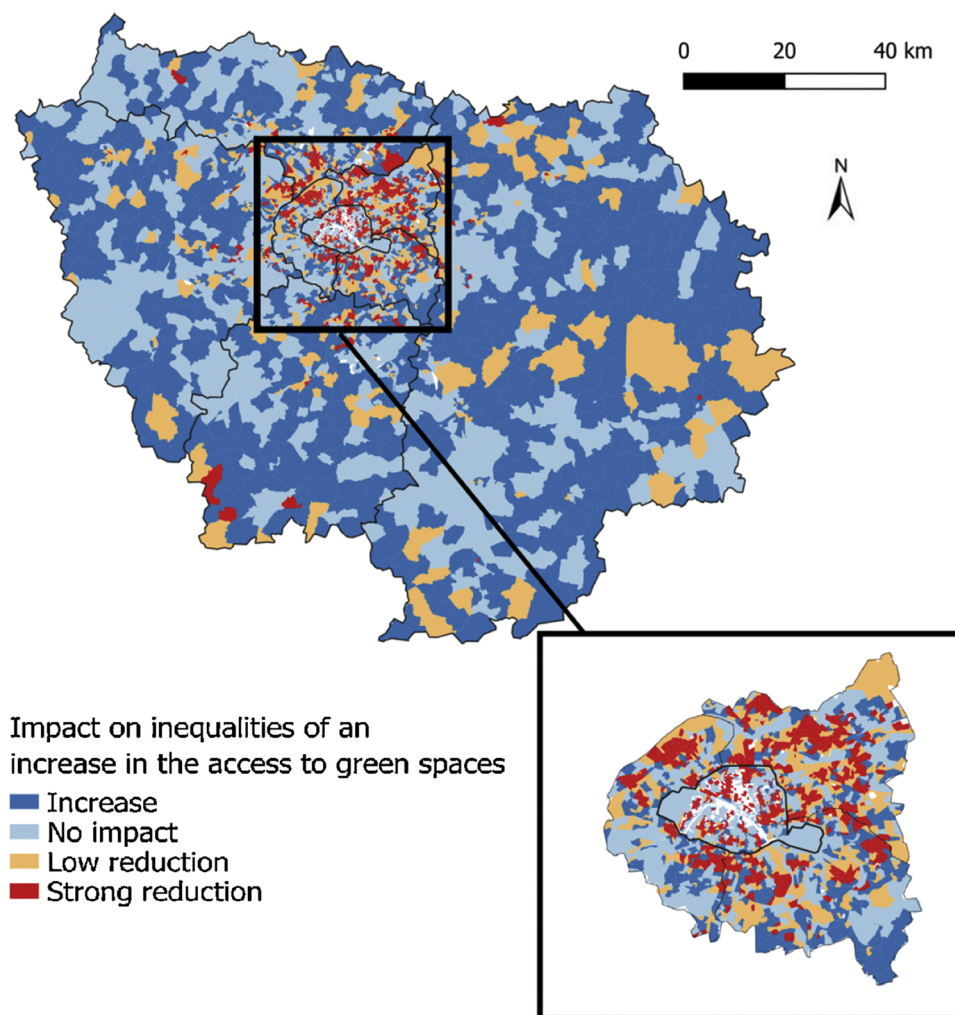 0 20 40 km
N
Impact on inequalities of an
increase in the access to green spaces
Increase
No impact
Low reduction
Strong reduction